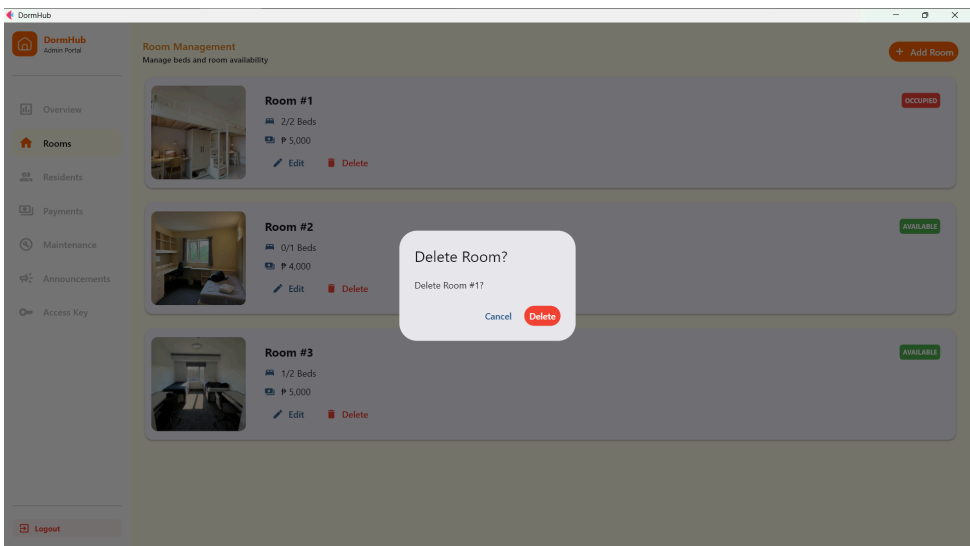 DormHub
DormHub
Admin Portal
Overview
Rooms
Residents
Payments
Maintenance
Announcements
Access Key
Logout
Room Management
Manage beds and room availability
+ Add Room
Room #1
OCCUPIED
2/2 Beds
₱ 5,000
Edit Delete
Room #2
AVAILABLE
0/1 Beds
₱ 4,000
Edit Delete
Room #3
AVAILABLE
1/2 Beds
₱ 5,000
Edit Delete
Delete Room?
Delete Room #1?
Cancel Delete